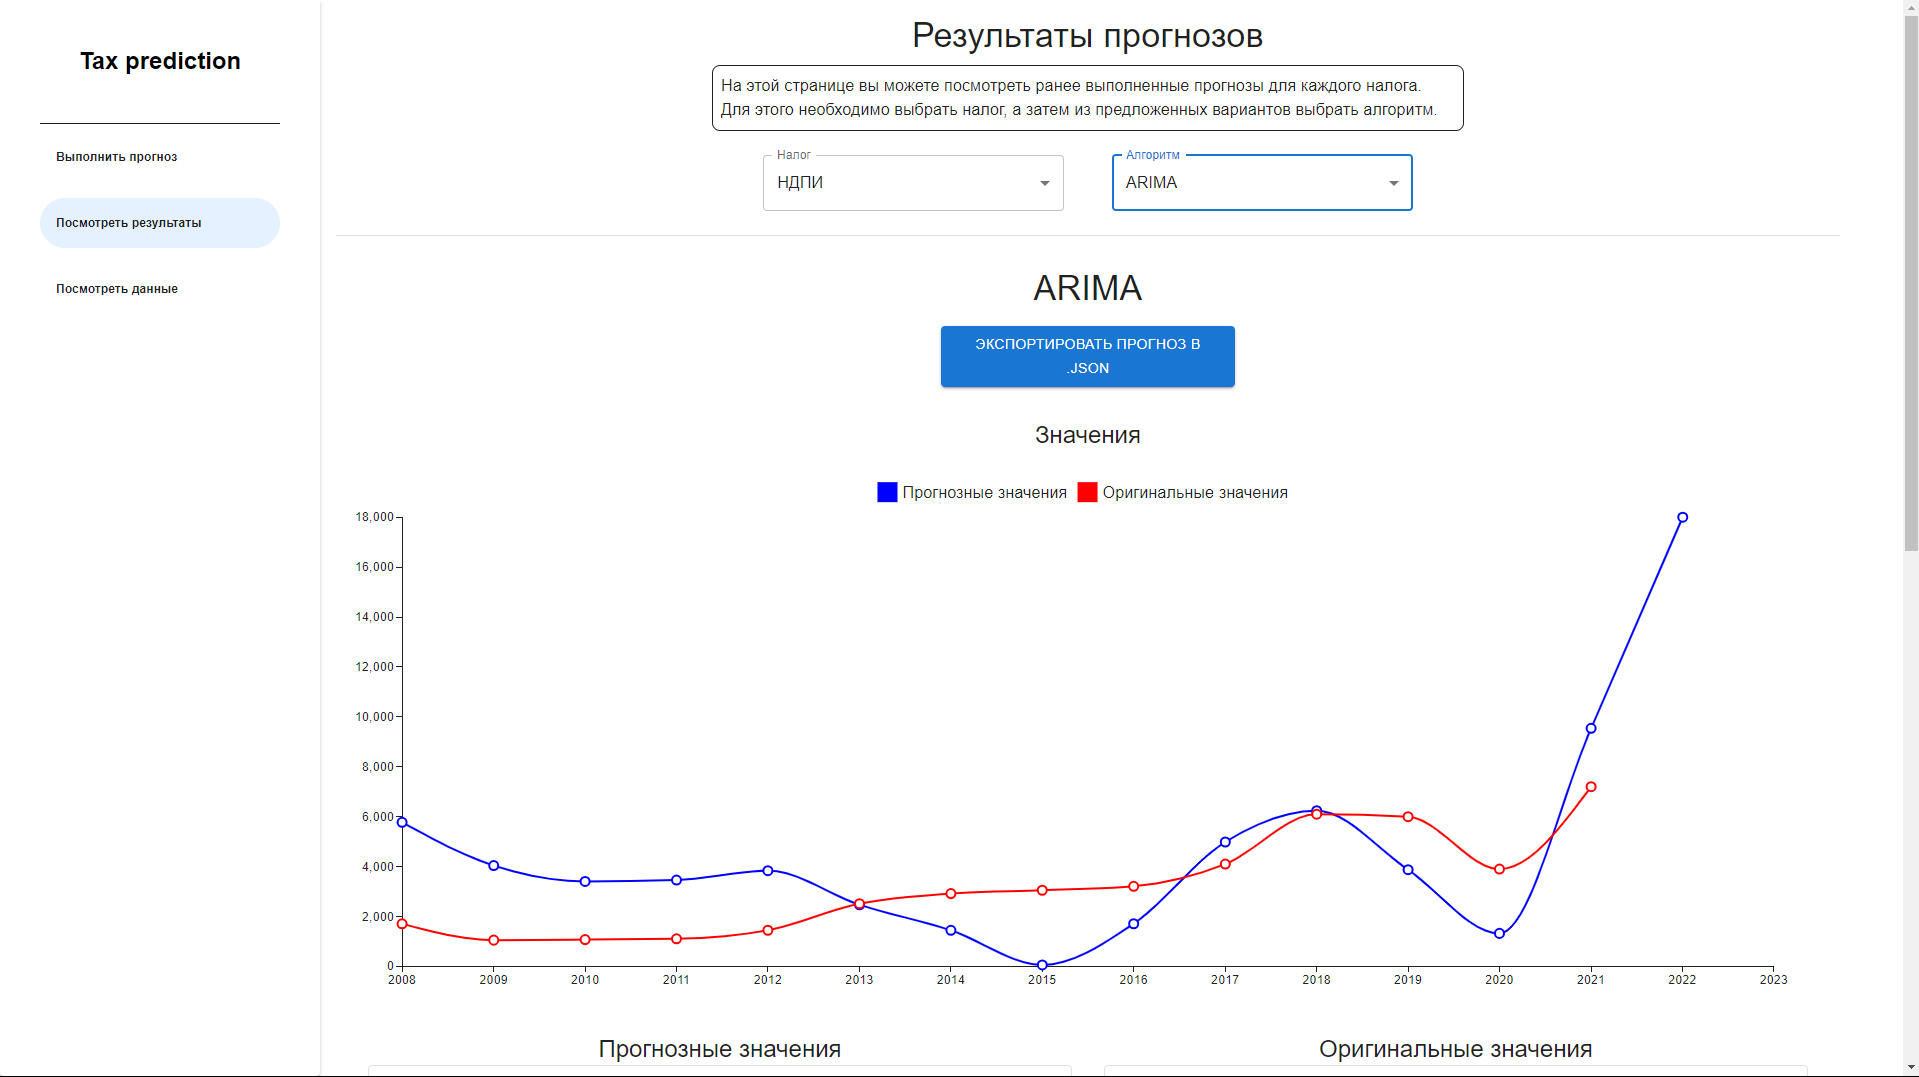 Tax prediction
Выполнить прогноз
Посмотреть результаты
Посмотреть данные
Результаты прогнозов
На этой странице вы можете посмотреть ранее выполненные прогнозы для каждого налога.
Для этого необходимо выбрать налог, а затем из предложенных вариантов выбрать алгоритм.
Налог
НДПИ
Алгоритм
ARIMA
ARIMA
ЭКСПОРТИРОВАТЬ ПРОГНОЗ В
.JSON
Значения
Прогнозные значения Оригинальные значения
18,000
16,000
14,000
12,000
10,000
8,000
6,000
4,000
2,000
0
2008 2009 2010 2011 2012 2013 2014 2015 2016 2017 2018 2019 2020 2021 2022 2023
Прогнозные значения
Оригинальные значения